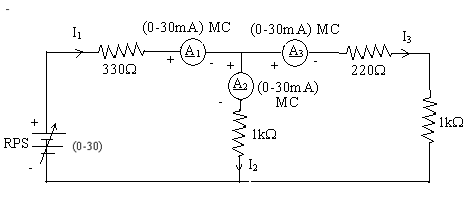 -
(0-30mA) MC
(0-30mA) MC
I1
I3
A1
A3
+
-
+
-
330Ω
220Ω
+
A2
(0-30mA)
MC
-
1kΩ
1kΩ
+
RPS
(0-30)
-
I2